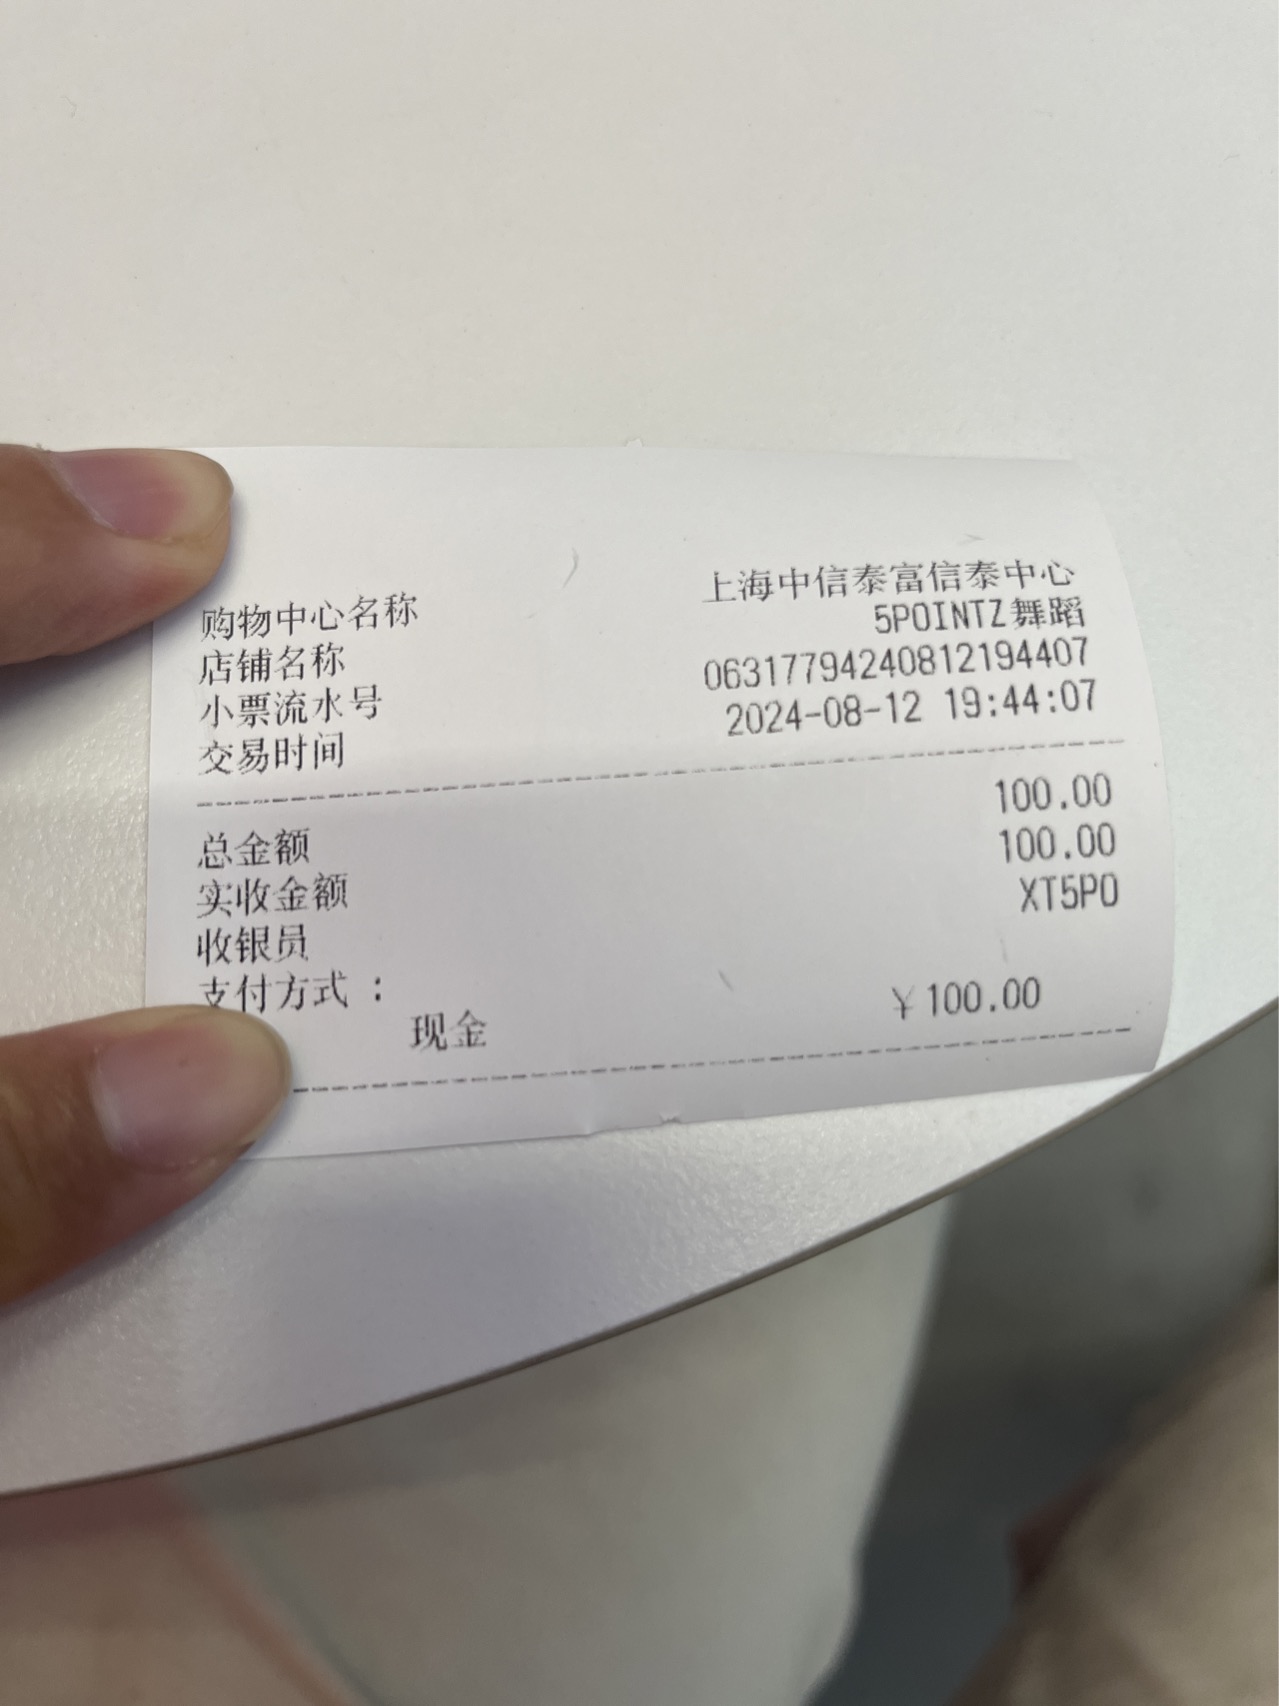 购物中心名称 上海中信泰富信泰中心
店铺名称 5POINTZ舞蹈
小票流水号 06317794240812194407
交易时间 2024-08-12 19:44:07
总金额 100.00
实收金额 100.00
收银员 XT5PO
支付方式 :
现金 ¥100.00